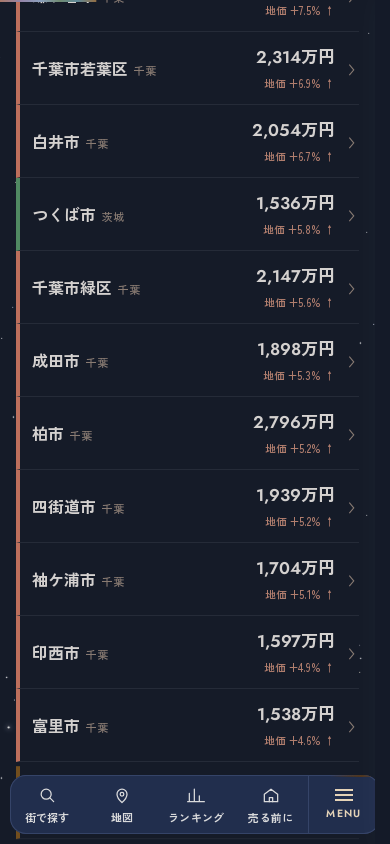 地価 +7.5% ↑
千葉市若葉区 千葉
2,314万円
地価 +6.9% ↑
白井市 千葉
2,054万円
地価 +6.7% ↑
つくば市 茨城
1,536万円
地価 +5.8% ↑
千葉市緑区 千葉
2,147万円
地価 +5.6% ↑
成田市 千葉
1,898万円
地価 +5.3% ↑
柏市 千葉
2,796万円
地価 +5.2% ↑
四街道市 千葉
1,939万円
地価 +5.2% ↑
袖ケ浦市 千葉
1,704万円
地価 +5.1% ↑
印西市 千葉
1,597万円
地価 +4.9% ↑
富里市 千葉
1,538万円
地価 +4.6% ↑
街で探す
地図
ランキング
売る前に
MENU